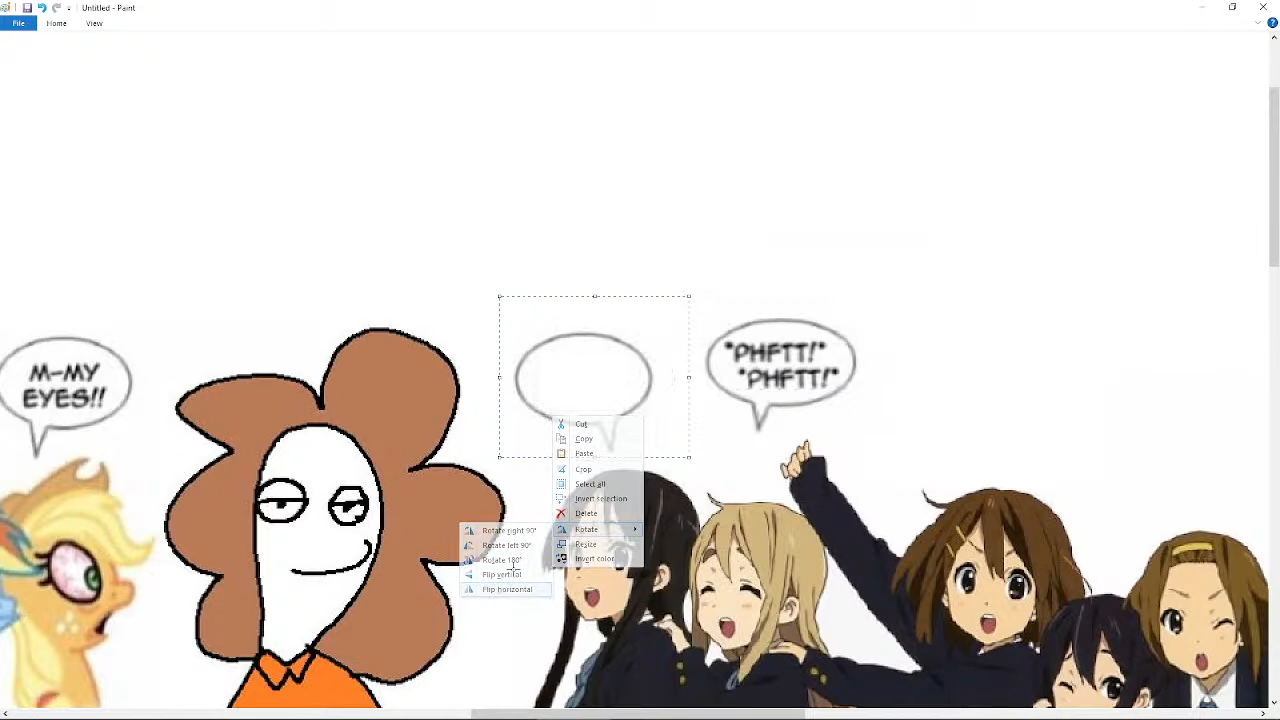 Untitled - Paint
File
Home
View
M-MY
EYES!!
*PHFTT!*
*PHFTT!*
Cut
Copy
Paste
Crop
Select all
Invert selection
Delete
Rotate
Resize
Invert color
Rotate right 90°
Rotate left 90°
Rotate 180°
Flip vertical
Flip horizontal